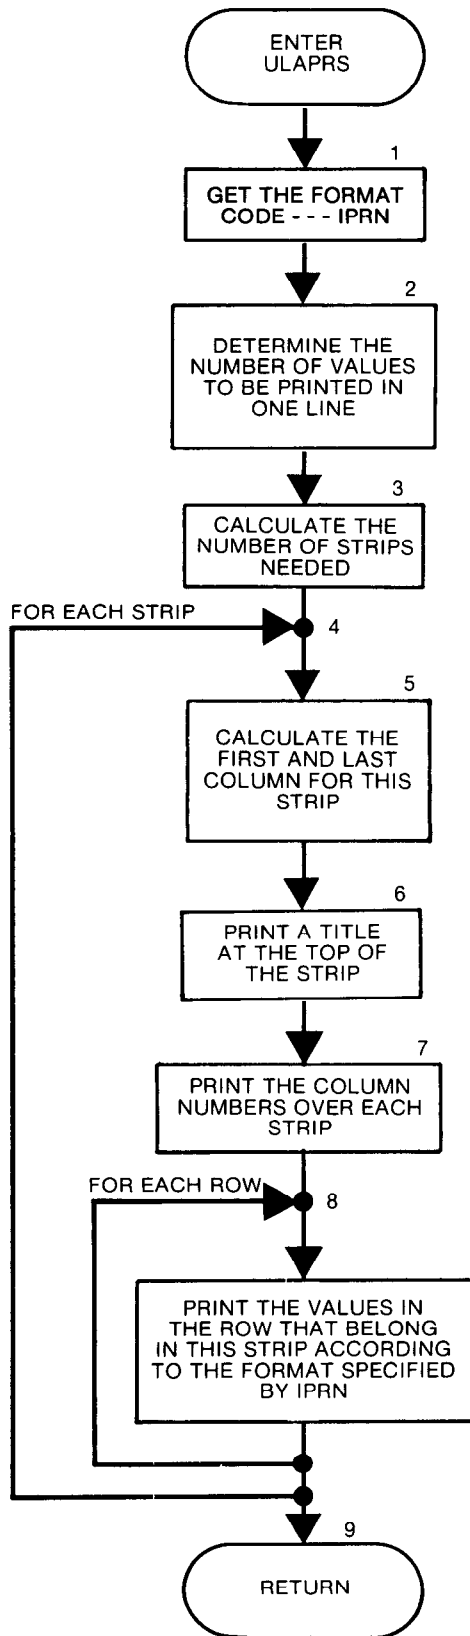 ENTER
ULAPRS
1
GET THE FORMAT
CODE - - - IPRN
2
DETERMINE THE
NUMBER OF VALUES
TO BE PRINTED IN
ONE LINE
3
CALCULATE THE
NUMBER OF STRIPS
NEEDED
FOR EACH STRIP
4
5
CALCULATE THE
FIRST AND LAST
COLUMN FOR THIS
STRIP
6
PRINT A TITLE
AT THE TOP OF
THE STRIP
7
PRINT THE COLUMN
NUMBERS OVER EACH
STRIP
FOR EACH ROW
8
PRINT THE VALUES IN
THE ROW THAT BELONG
IN THIS STRIP ACCORDING
TO THE FORMAT SPECIFIED
BY IPRN
9
RETURN